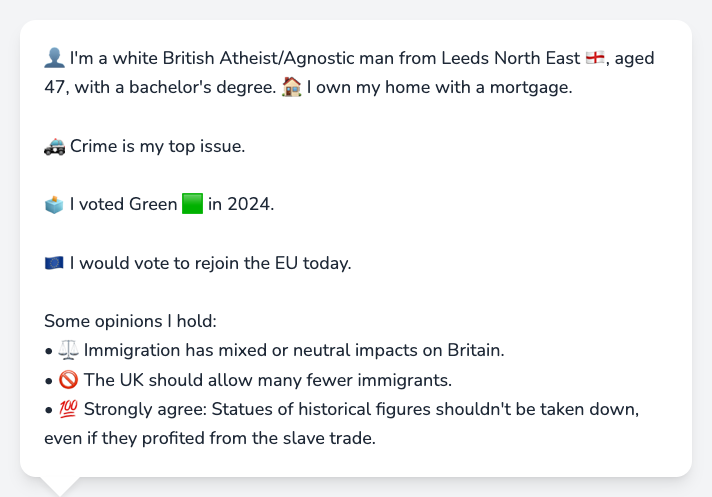 👤 I'm a white British Atheist/Agnostic man from Leeds North East 🏴󠁧󠁢󠁥󠁮󠁧󠁿, aged
47, with a bachelor's degree. 🏠 I own my home with a mortgage.
🚓 Crime is my top issue.
🗳️ I voted Green 🟩 in 2024.
🇪🇺 I would vote to rejoin the EU today.
Some opinions I hold:
• ⚖️ Immigration has mixed or neutral impacts on Britain.
• 🚫 The UK should allow many fewer immigrants.
• 💯 Strongly agree: Statues of historical figures shouldn't be taken down,
even if they profited from the slave trade.